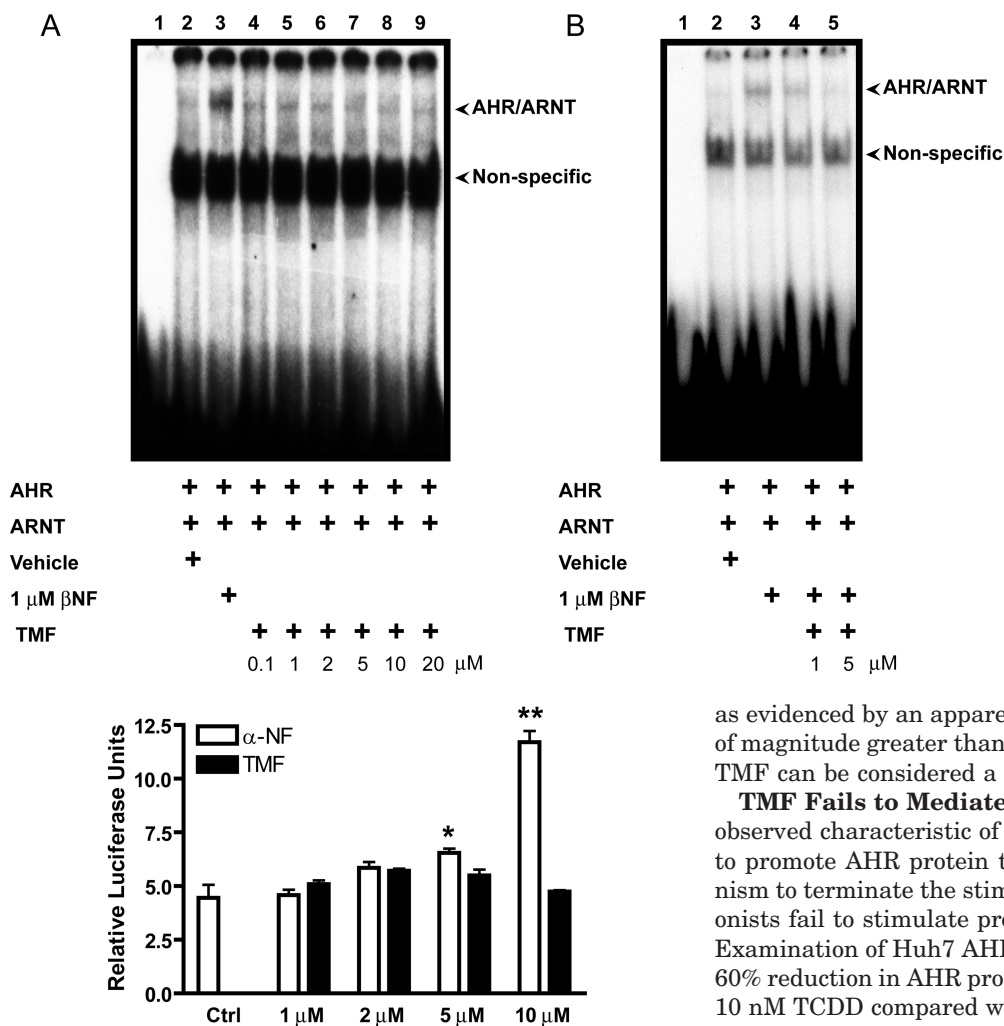 A
1 2 3 4 5 6 7 8 9
AHR/ARNT
Non-specific
AHR + + + + + + + +
ARNT + + + + + + + +
Vehicle +
1 μM βNF +
TMF + + + + + +
0.1 1 2 5 10 20 μM
B
1 2 3 4 5
AHR/ARNT
Non-specific
AHR + + + +
ARNT + + + +
Vehicle +
1 μM βNF + + +
TMF + +
1 5 μM
Relative Luciferase Units
12.5
10.0
7.5
5.0
2.5
0.0
α-NF
TMF
*
**
Ctrl 1 μM 2 μM 5 μM 10 μM
as evidenced by an appare
of magnitude greater than
TMF can be considered a
TMF Fails to Mediate
observed characteristic of
to promote AHR protein t
nism to terminate the stim
onists fail to stimulate pro
Examination of Huh7 AHR
60% reduction in AHR pro
10 nM TCDD compared w